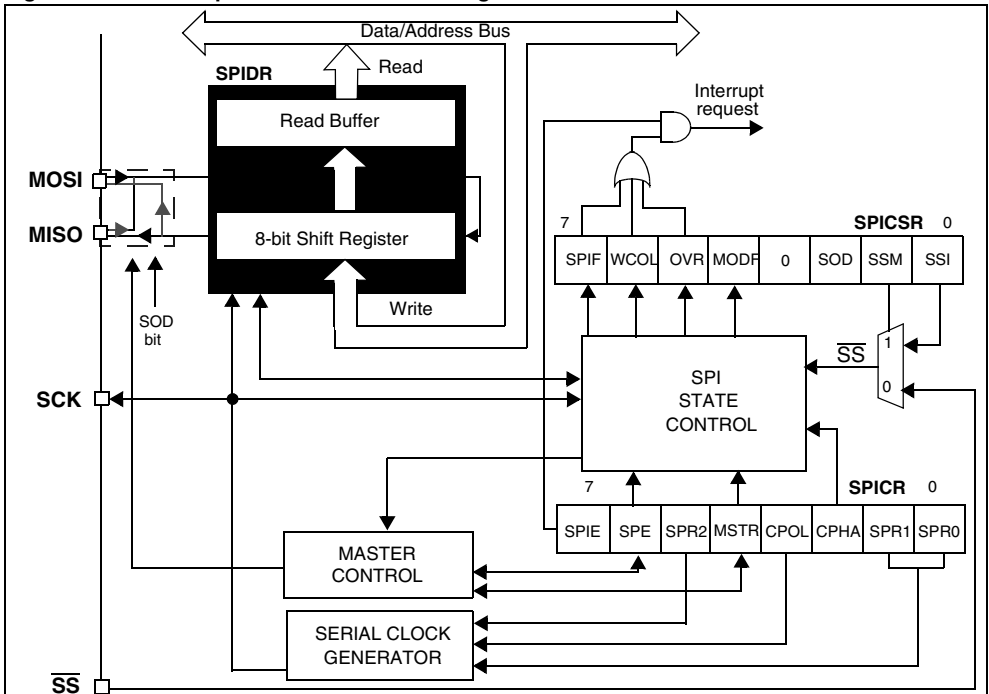 Data/Address Bus
SPIDR
Read
Interrupt
request
Read Buffer
MOSI
MISO
8-bit Shift Register
7
SPICSR
0
SPIF WCOL OVR MODF 0 SOD SSM SSI
Write
SOD
bit
SS
1
0
SPI
STATE
CONTROL
SCK
7
SPICR
0
SPIE SPE SPR2 MSTR CPOL CPHA SPR1 SPR0
MASTER
CONTROL
SERIAL CLOCK
GENERATOR
SS